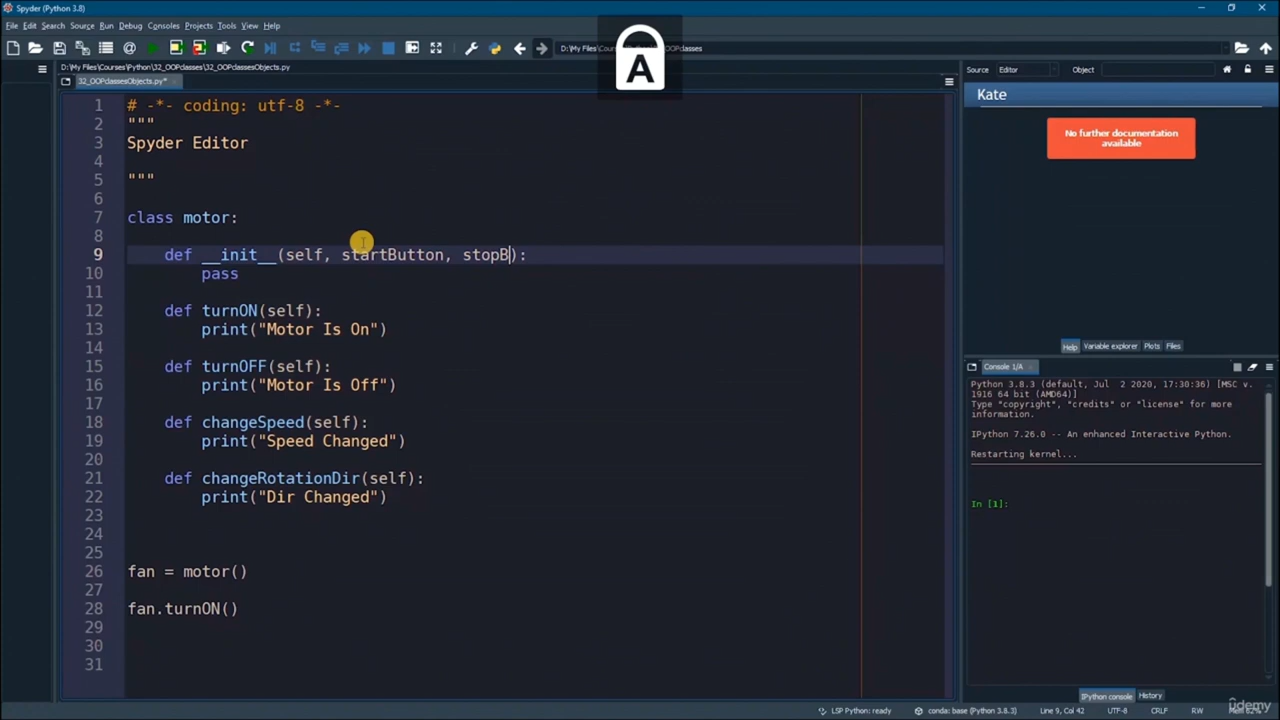 Spyder (Python 3.8)
File Edit Search Source Run Debug Consoles Projects Tools View Help
A
D:\My Files\Courses\Python\32_OOPclasses\32_OOPclassesObjects.py
32_OOPclassesObjects.py*
Source Editor Object
Kate
No further documentation
available
1 # -*- coding: utf-8 -*-
2 """
3 Spyder Editor
4
5 """
6
7 class motor:
8
9 def __init__(self, startButton, stopB):
10 pass
11
12 def turnON(self):
13 print("Motor Is On")
14
15 def turnOFF(self):
16 print("Motor Is Off")
17
18 def changeSpeed(self):
19 print("Speed Changed")
20
21 def changeRotationDir(self):
22 print("Dir Changed")
23
24
25
26 fan = motor()
27
28 fan.turnON()
29
30
31
Help Variable explorer Plots Files
Console 1/A
Python 3.8.3 (default, Jul 2 2020, 17:30:36) [MSC v.
1916 64 bit (AMD64)]
Type "copyright", "credits" or "license" for more
information.
IPython 7.26.0 -- An enhanced Interactive Python.
Restarting kernel...
In [1]:
IPython console History
LSP Python: ready conda: base (Python 3.8.3) Line 9, Col 42 UTF-8 CRLF RW
udemy